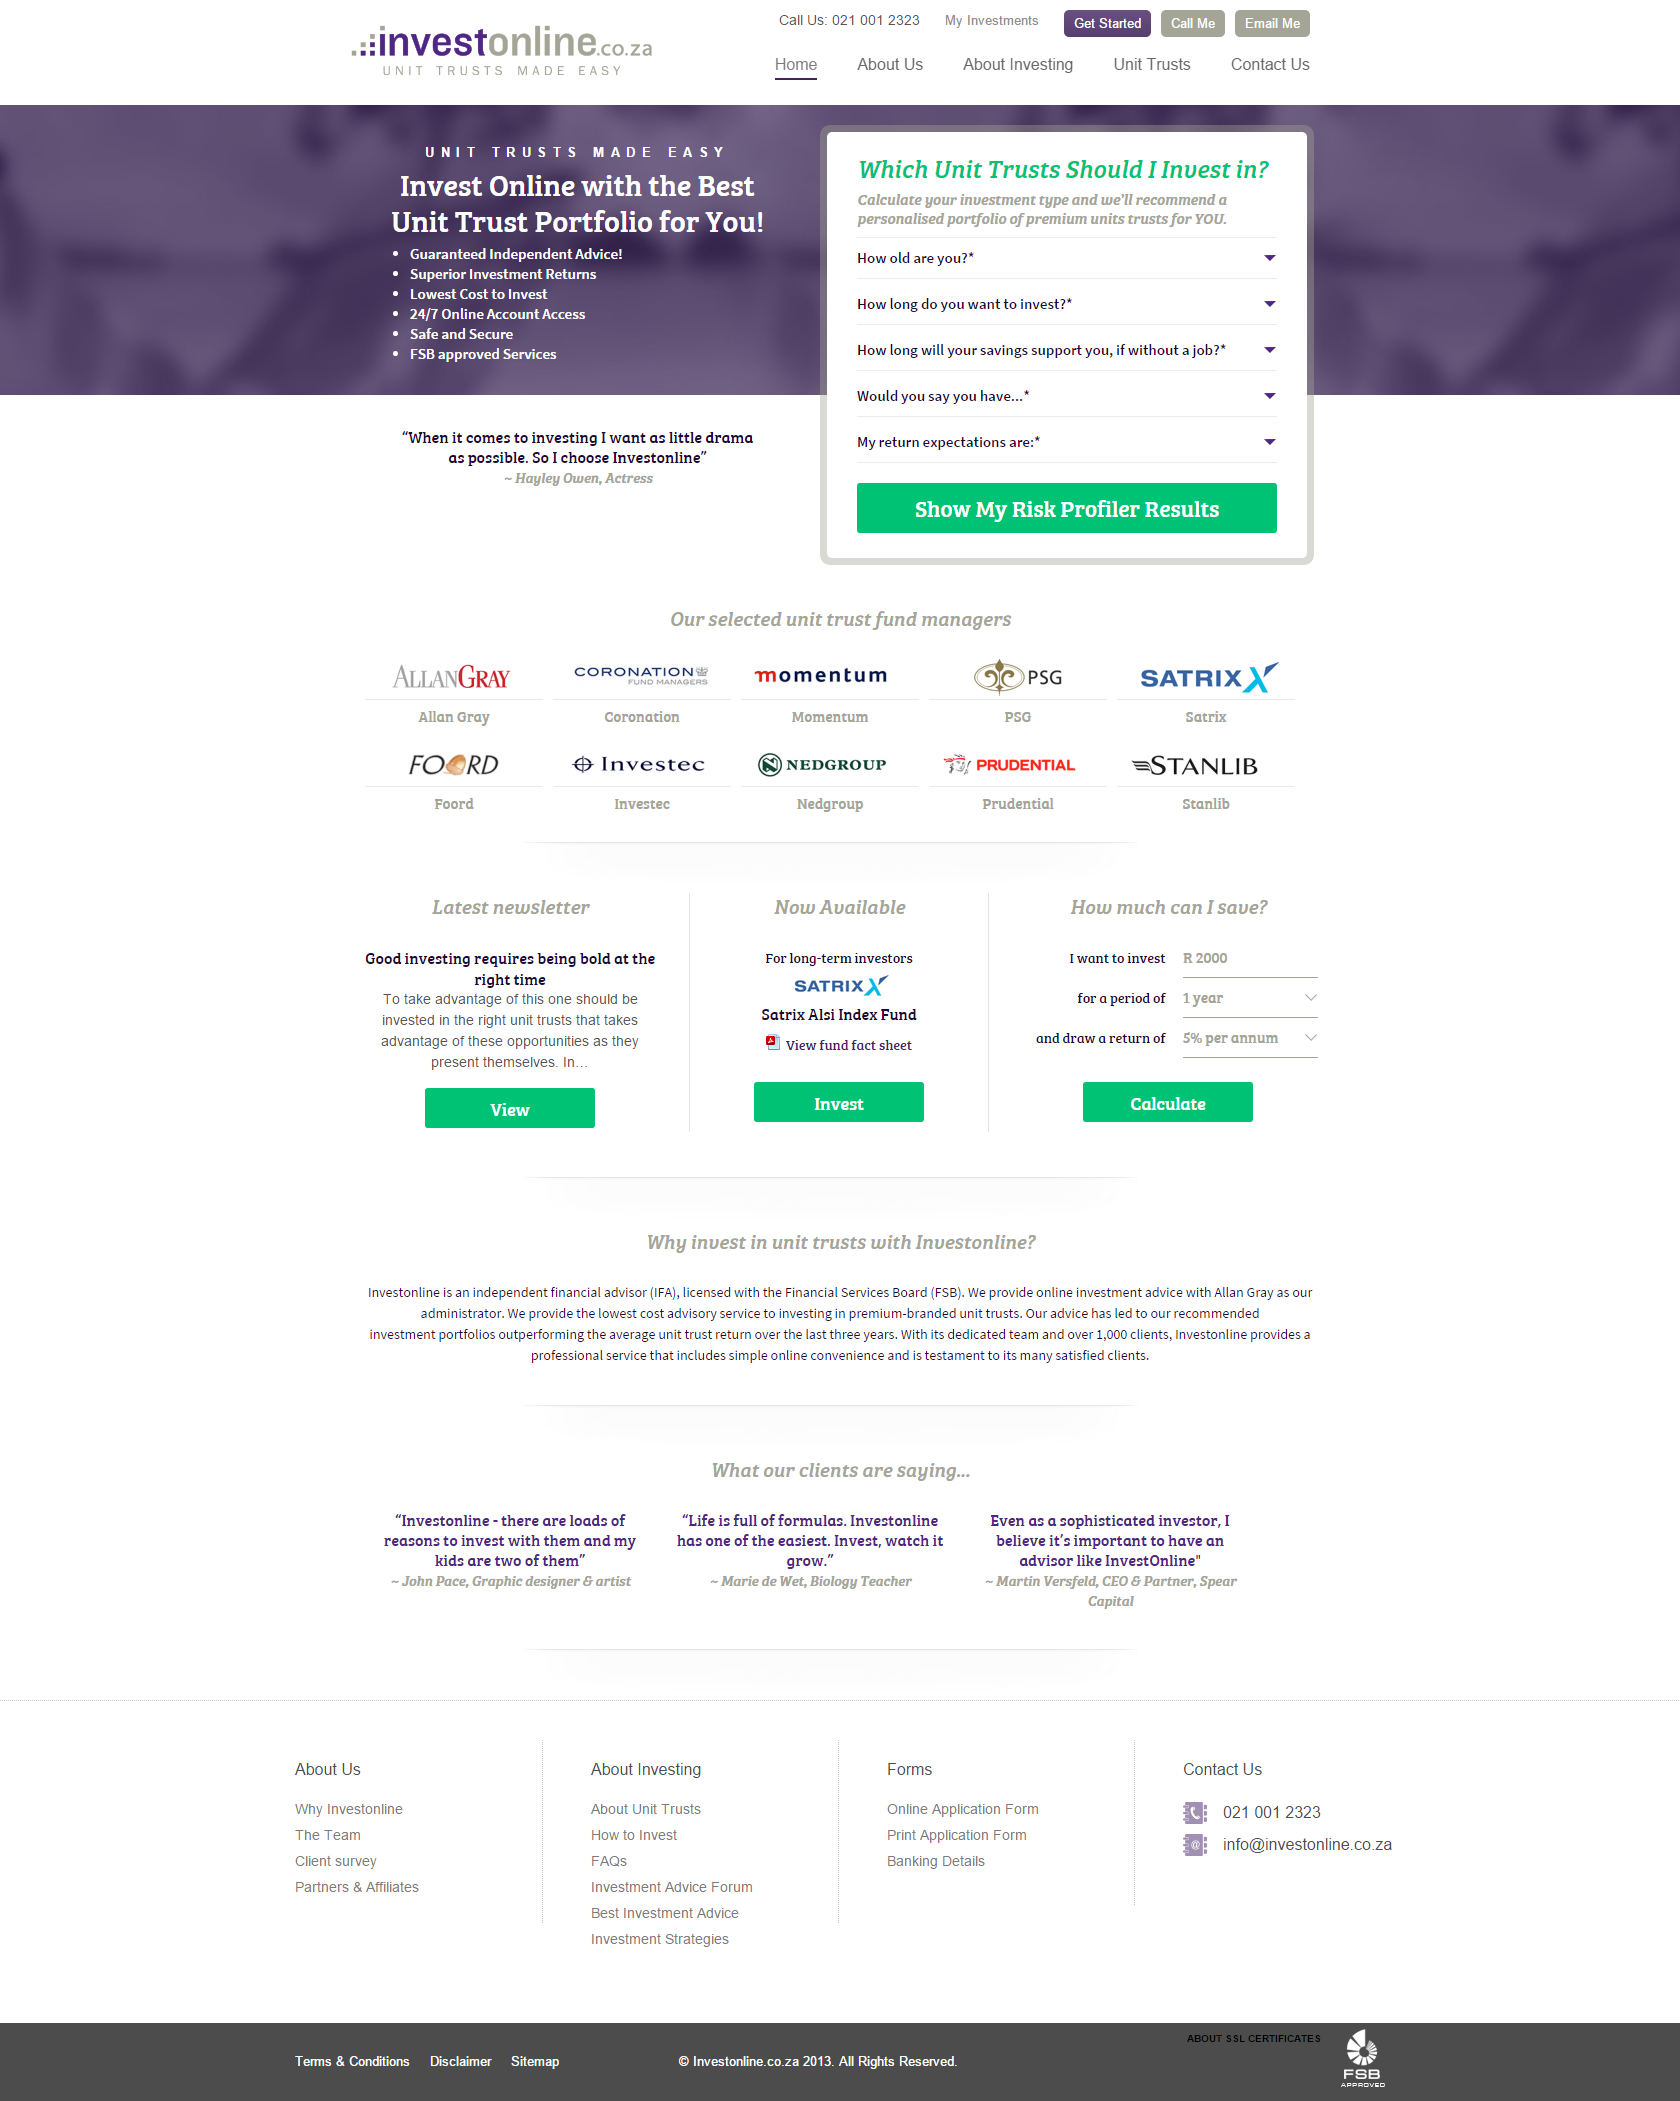 Call Us: 021 001 2323
My Investments
Get Started
Call Me
Email Me
investonline.co.za
UNIT TRUSTS MADE EASY
Home
About Us
About Investing
Unit Trusts
Contact Us
UNIT TRUSTS MADE EASY
Invest Online with the Best
Unit Trust Portfolio for You!
• Guaranteed Independent Advice!
• Superior Investment Returns
• Lowest Cost to Invest
• 24/7 Online Account Access
• Safe and Secure
• FSB approved Services
“When it comes to investing I want as little drama
as possible. So I choose Investonline”
~ Hayley Owen, Actress
Which Unit Trusts Should I Invest in?
Calculate your investment type and we'll recommend a
personalised portfolio of premium units trusts for YOU.
How old are you?*
How long do you want to invest?*
How long will your savings support you, if without a job?*
Would you say you have...*
My return expectations are:*
Show My Risk Profiler Results
Our selected unit trust fund managers
ALLANGRAY
CORONATION
FUND MANAGERS
momentum
PSG
SATRIX
Allan Gray
Coronation
Momentum
PSG
Satrix
FOORD
Investec
NEDGROUP
PRUDENTIAL
STANLIB
Foord
Investec
Nedgroup
Prudential
Stanlib
Latest newsletter
Good investing requires being bold at the
right time
To take advantage of this one should be
invested in the right unit trusts that takes
advantage of these opportunities as they
present themselves. In…
View
Now Available
For long-term investors
SATRIX
Satrix Alsi Index Fund
View fund fact sheet
Invest
How much can I save?
I want to invest R 2000
for a period of 1 year
and draw a return of 5% per annum
Calculate
Why invest in unit trusts with Investonline?
Investonline is an independent financial advisor (IFA), licensed with the Financial Services Board (FSB). We provide online investment advice with Allan Gray as our
administrator. We provide the lowest cost advisory service to investing in premium-branded unit trusts. Our advice has led to our recommended
investment portfolios outperforming the average unit trust return over the last three years. With its dedicated team and over 1,000 clients, Investonline provides a
professional service that includes simple online convenience and is testament to its many satisfied clients.
What our clients are saying...
“Investonline - there are loads of
reasons to invest with them and my
kids are two of them”
~ John Pace, Graphic designer & artist
“Life is full of formulas. Investonline
has one of the easiest. Invest, watch it
grow.”
~ Marie de Wet, Biology Teacher
Even as a sophisticated investor, I
believe it’s important to have an
advisor like InvestOnline"
~ Martin Versfeld, CEO & Partner, Spear
Capital
About Us
Why Investonline
The Team
Client survey
Partners & Affiliates
About Investing
About Unit Trusts
How to Invest
FAQs
Investment Advice Forum
Best Investment Advice
Investment Strategies
Forms
Online Application Form
Print Application Form
Banking Details
Contact Us
021 001 2323
info@investonline.co.za
Terms & Conditions
Disclaimer
Sitemap
© Investonline.co.za 2013. All Rights Reserved.
ABOUT SSL CERTIFICATES
FSB
APPROVED